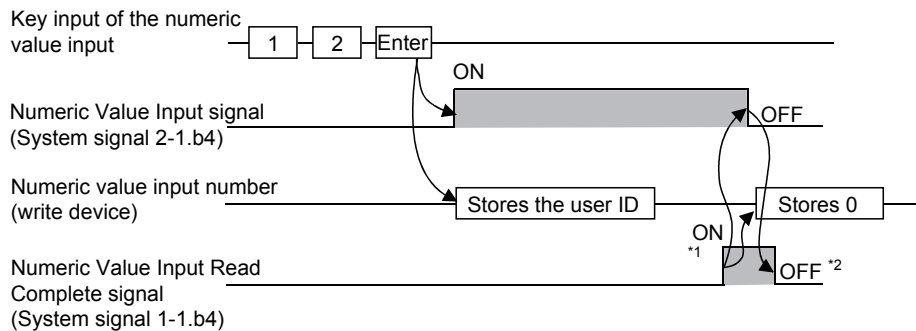 Key input of the numeric
value input
1 2 Enter
ON
Numeric Value Input signal
(System signal 2-1.b4)
OFF
Numeric value input number
(write device)
Stores the user ID
Stores 0
ON
*1
Numeric Value Input Read
Complete signal
(System signal 1-1.b4)
OFF *2